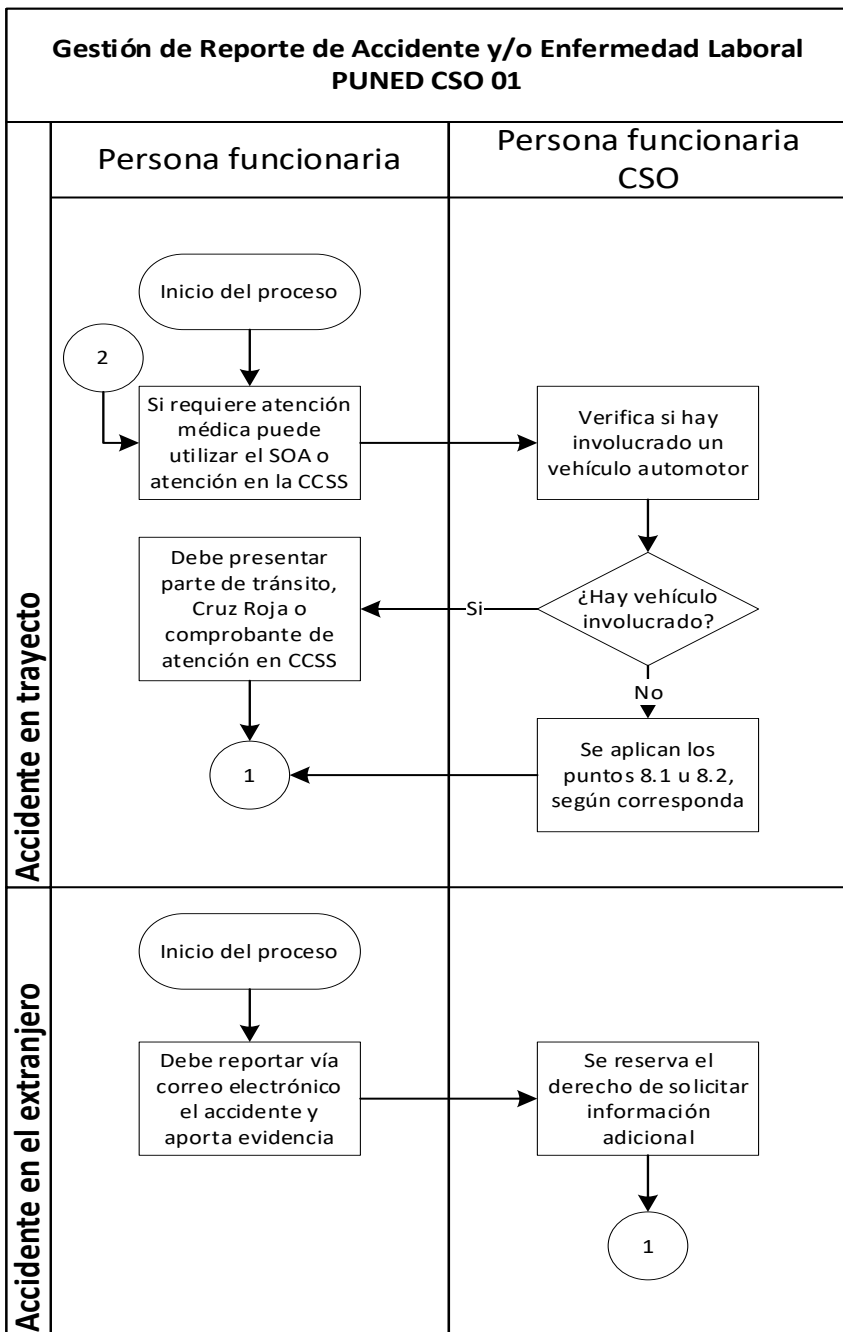 Gestión de Reporte de Accidente y/o Enfermedad Laboral
PUNED CSO 01
Persona funcionaria
Persona funcionaria
CSO
Accidente en trayecto
Inicio del proceso
2
Si requiere atención
médica puede
utilizar el SOA o
atención en la CCSS
Verifica si hay
involucrado un
vehículo automotor
¿Hay vehículo
involucrado?
Si
Debe presentar
parte de tránsito,
Cruz Roja o
comprobante de
atención en CCSS
No
Se aplican los
puntos 8.1 u 8.2,
según corresponda
1
Accidente en el extranjero
Inicio del proceso
Debe reportar vía
correo electrónico
el accidente y
aporta evidencia
Se reserva el
derecho de solicitar
información
adicional
1